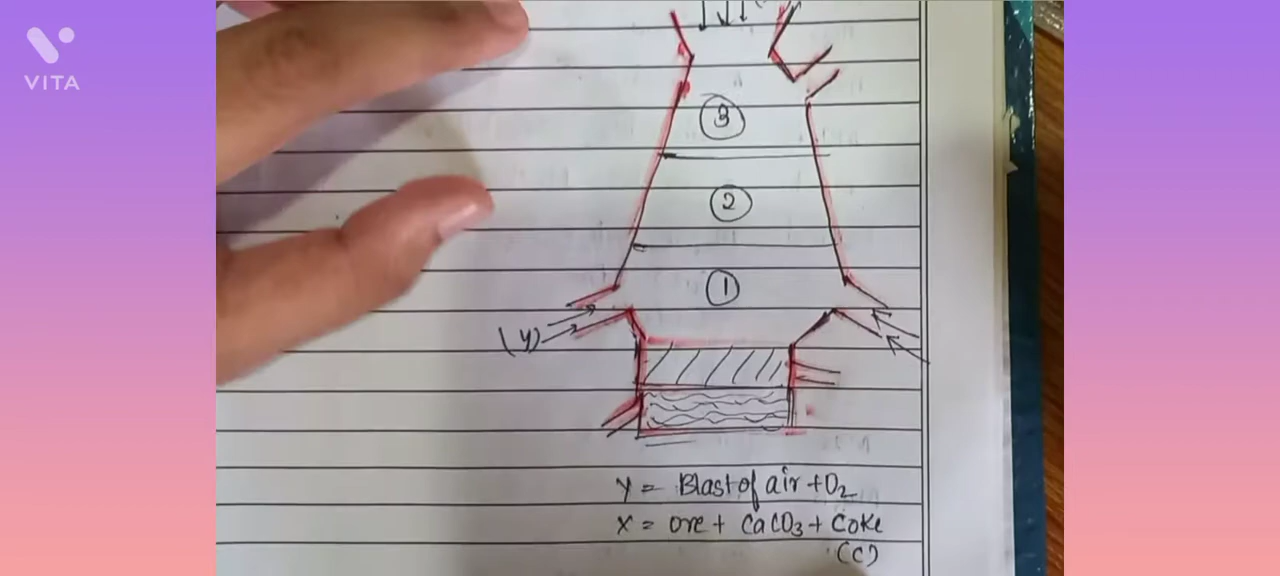 VITA
3
2
1
(y)
y = Blast of air + O2
x = ore + CaCO3 + Coke
(C)